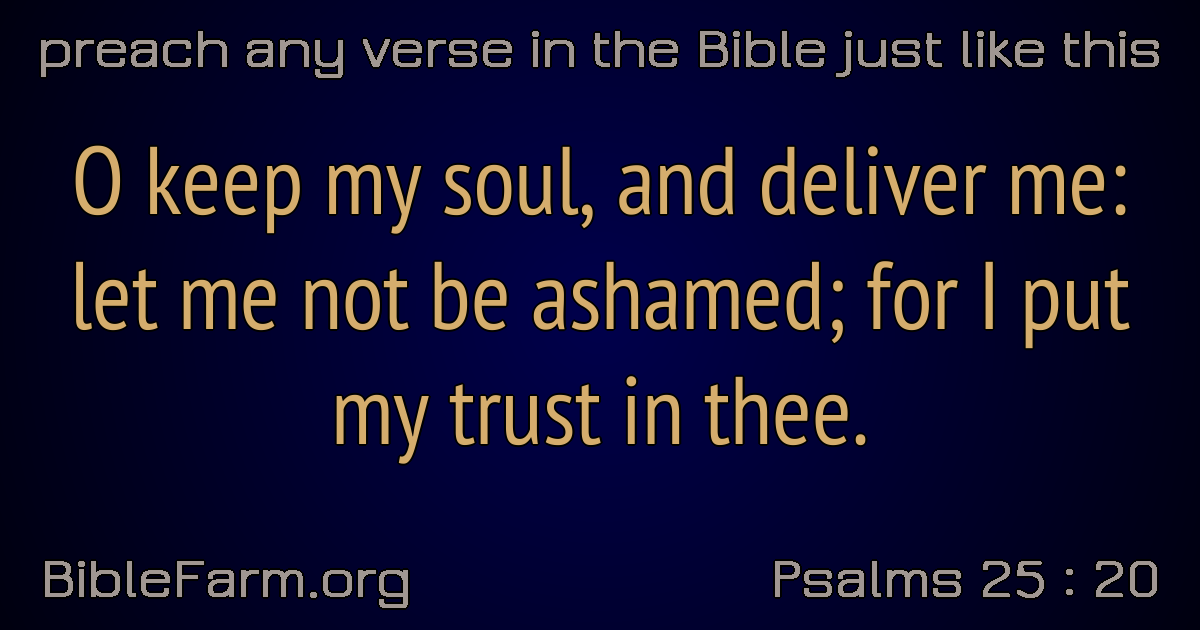 preach any verse in the Bible just like this
O keep my soul, and deliver me:
let me not be ashamed; for I put
my trust in thee.
BibleFarm.org
Psalms 25 : 20